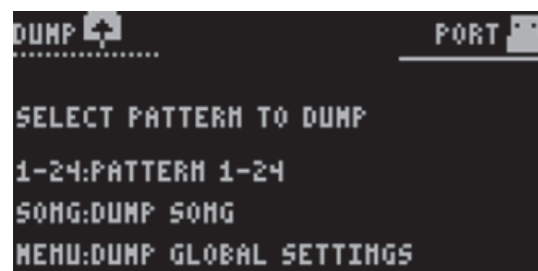 DUMP PORT
SELECT PATTERN TO DUMP
1-24:PATTERN 1-24
SONG:DUMP SONG
MENU:DUMP GLOBAL SETTINGS